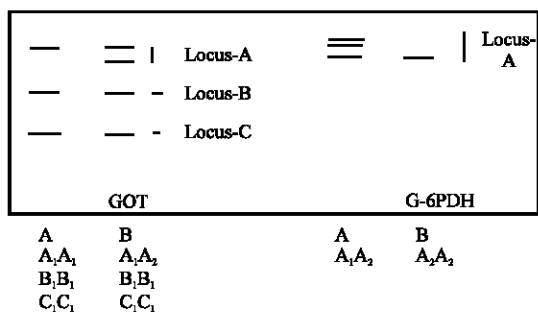 Locus-A
Locus-B
Locus-C
Locus-
A
GOT
G-6PDH
A B A B
A₁A₁ A₁A₂ A₁A₂ A₂A₂
B₁B₁ B₁B₁
C₁C₁ C₁C₁